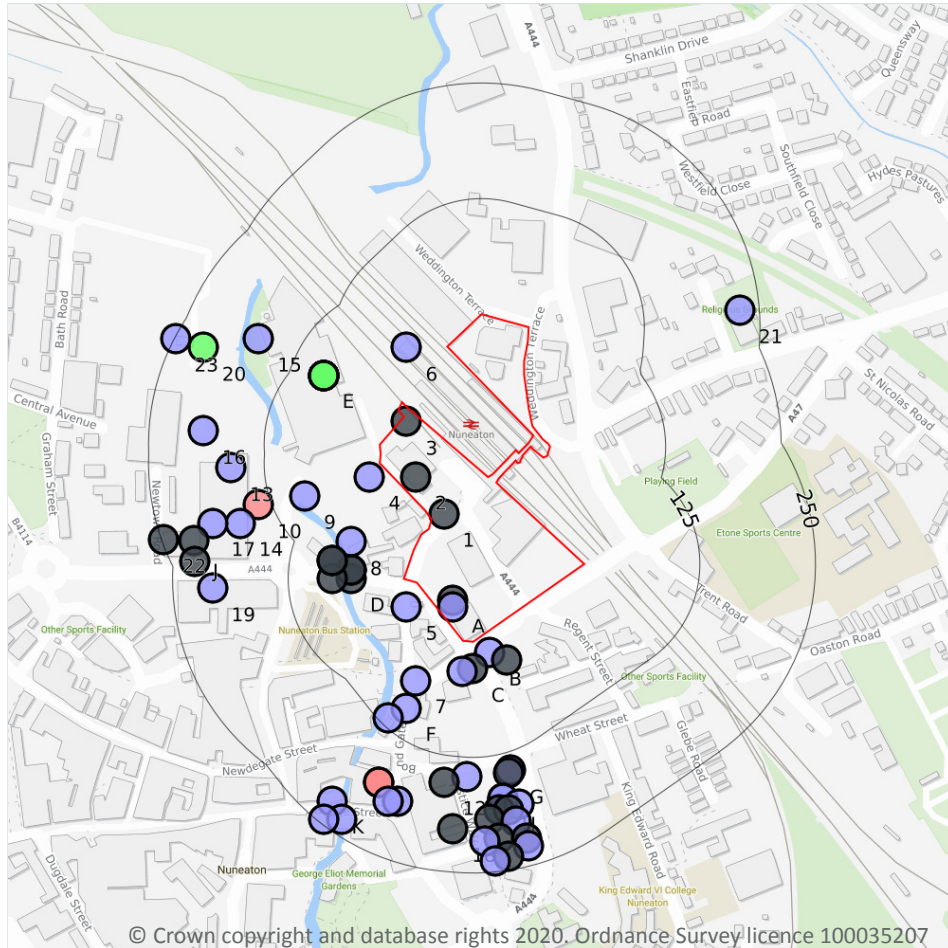 A444
Shanklin Drive
Queensway
Eastfield Road
Southfield Close
Westfield Close
Hydes Pastures
Weddington Terrace
Bath Road
Religious Grounds
21
Weddington Terrace
23
20
15
6
E
St Nicolas Road
Central Avenue
A47
3
Nuneaton
Graham Street
16
Playing Field
13
4
2
125
250
10
9
1
B4114
17
14
Etone Sports Centre
22
J
A444
8
A444
D
Trent Road
19
5
A
Other Sports Facility
Nuneaton Bus Station
Regent Street
Oaston Road
B
C
Other Sports Facility
7
F
Wheat Street
Glebe Road
Newdegate Street
G
Street
K
King Edward Road
Nuneaton
George Eliot Memorial
Gardens
Dugdale Street
King Edward VI College
Nuneaton
A444
© Crown copyright and database rights 2020. Ordnance Survey licence 100035207